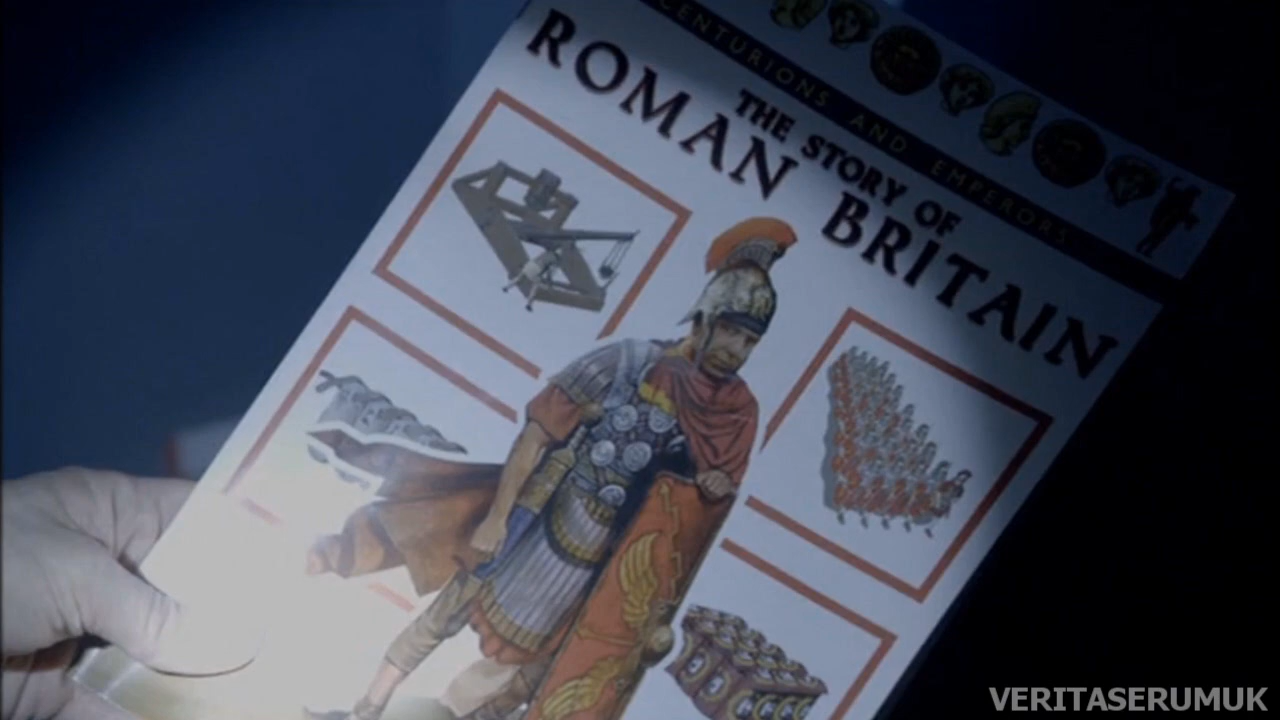 CENTURIONS AND EMPERORS
THE STORY OF
ROMAN BRITAIN
VERITASERUMUK